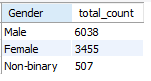 Gender total_count
Male 6038
Female 3455
Non-binary 507